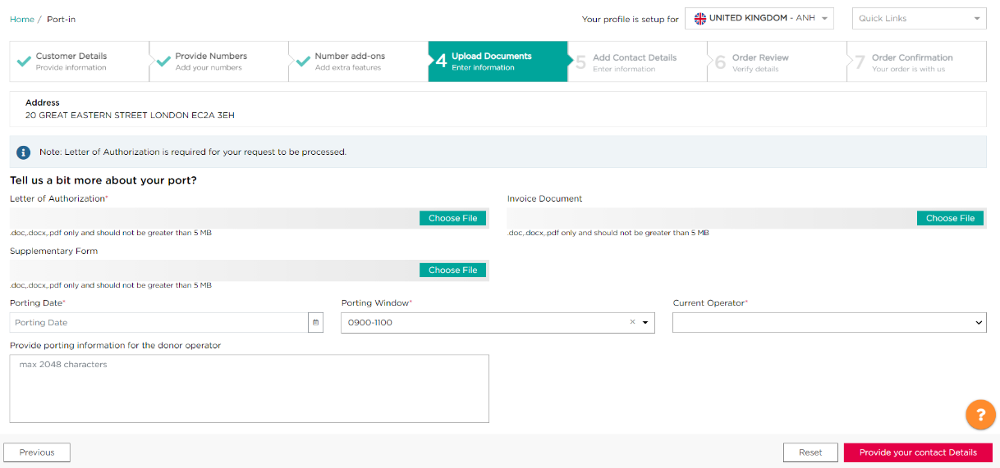 Home / Port-in
Your profile is setup for
UNITED KINGDOM - ANH
Quick Links
Customer Details
Provide information
Provide Numbers
Add your numbers
Number add-ons
Add extra features
4
Upload Documents
Enter information
5
Add Contact Details
Enter information
6
Order Review
Verify details
7
Order Confirmation
Your order is with us
Address
20 GREAT EASTERN STREET LONDON EC2A 3EH
i
Note: Letter of Authorization is required for your request to be processed.
Tell us a bit more about your port?
Letter of Authorization*
Choose File
.doc,.docx,.pdf only and should not be greater than 5 MB
Invoice Document
Choose File
.doc,.docx,.pdf only and should not be greater than 5 MB
Supplementary Form
Choose File
.doc,.docx,.pdf only and should not be greater than 5 MB
Porting Date*
Porting Date
Porting Window*
0900-1100 ×
Current Operator*
Provide porting information for the donor operator
max 2048 characters
?
Previous
Reset
Provide your contact Details